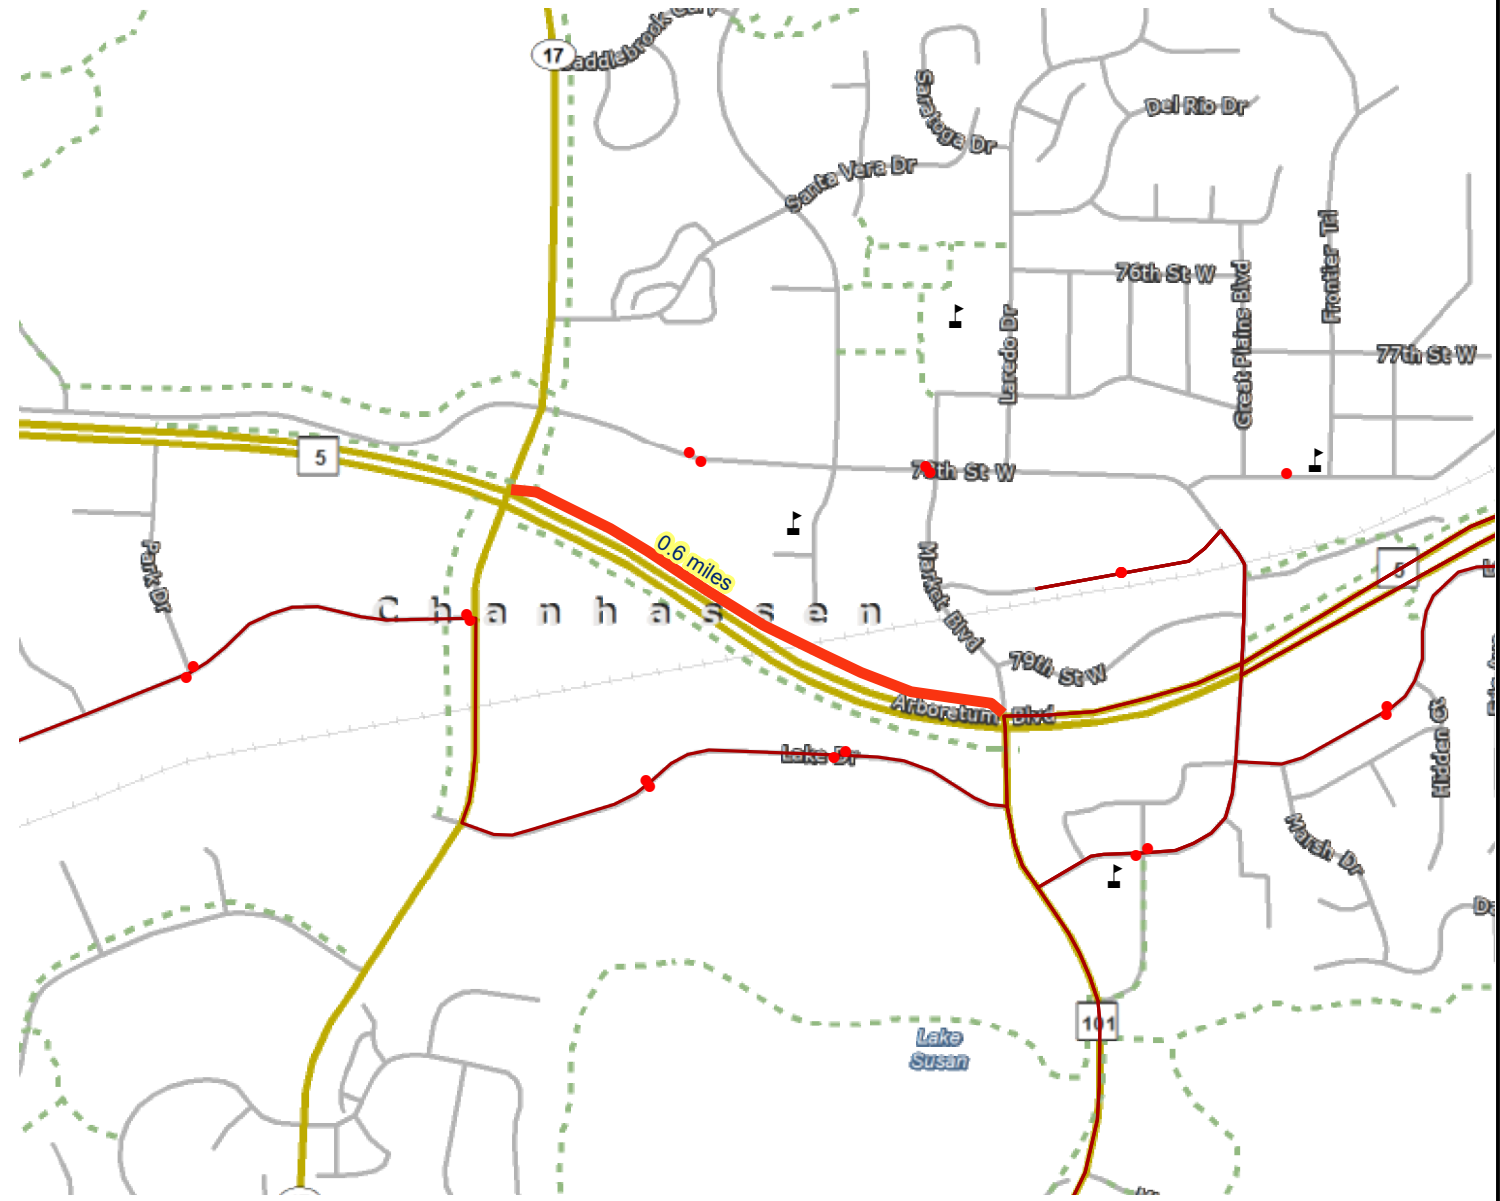 17
Saratoga Dr
Del Rio Dr
Santa Vera Dr
Frontier Trl
76th St W
Great Plains Blvd
Laredo Dr
77th St W
5
St W
0.6 miles
Park Dr
Market Blvd
5
Chanhassen
79th St W
Arboretum Blvd
Hidden Ct
Lake Dr
Marsh Dr
101
Lake
Susan